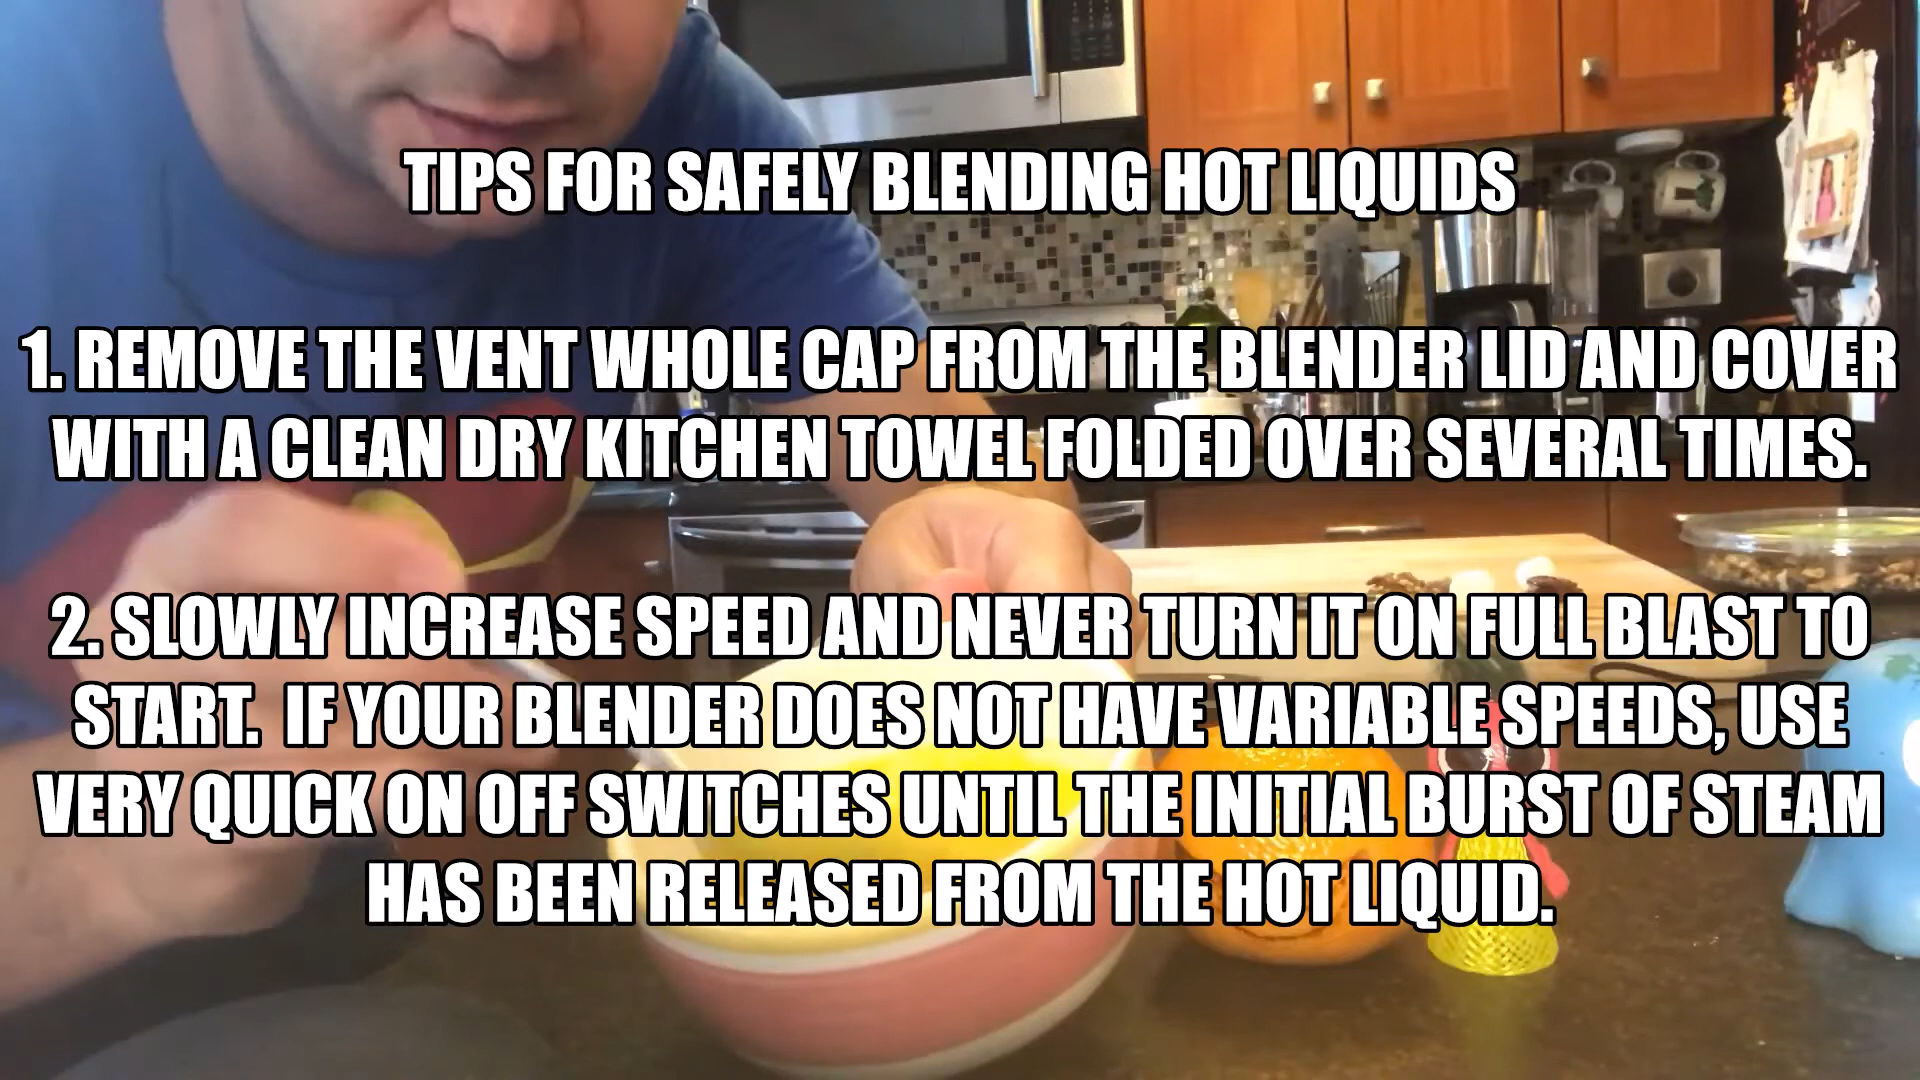 TIPS FOR SAFELY BLENDING HOT LIQUIDS
1. REMOVE THE VENT WHOLE CAP FROM THE BLENDER LID AND COVER
WITH A CLEAN DRY KITCHEN TOWEL FOLDED OVER SEVERAL TIMES.
2. SLOWLY INCREASE SPEED AND NEVER TURN IT ON FULL BLAST TO
START.  IF YOUR BLENDER DOES NOT HAVE VARIABLE SPEEDS, USE
VERY QUICK ON OFF SWITCHES UNTIL THE INITIAL BURST OF STEAM
HAS BEEN RELEASED FROM THE HOT LIQUID.